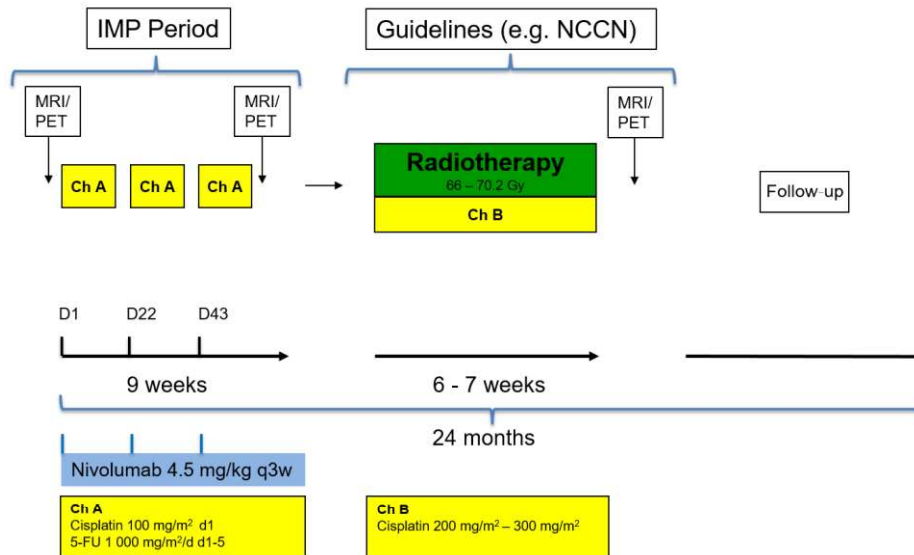 IMP Period
Guidelines (e.g. NCCN)
MRI/
PET
MRI/
PET
MRI/
PET
Ch A
Ch A
Ch A
Radiotherapy
66 – 70.2 Gy
Ch B
Follow-up
D1
D22
D43
9 weeks
6 - 7 weeks
24 months
Nivolumab 4.5 mg/kg q3w
Ch A
Cisplatin 100 mg/m² d1
5-FU 1 000 mg/m²/d d1-5
Ch B
Cisplatin 200 mg/m² – 300 mg/m²